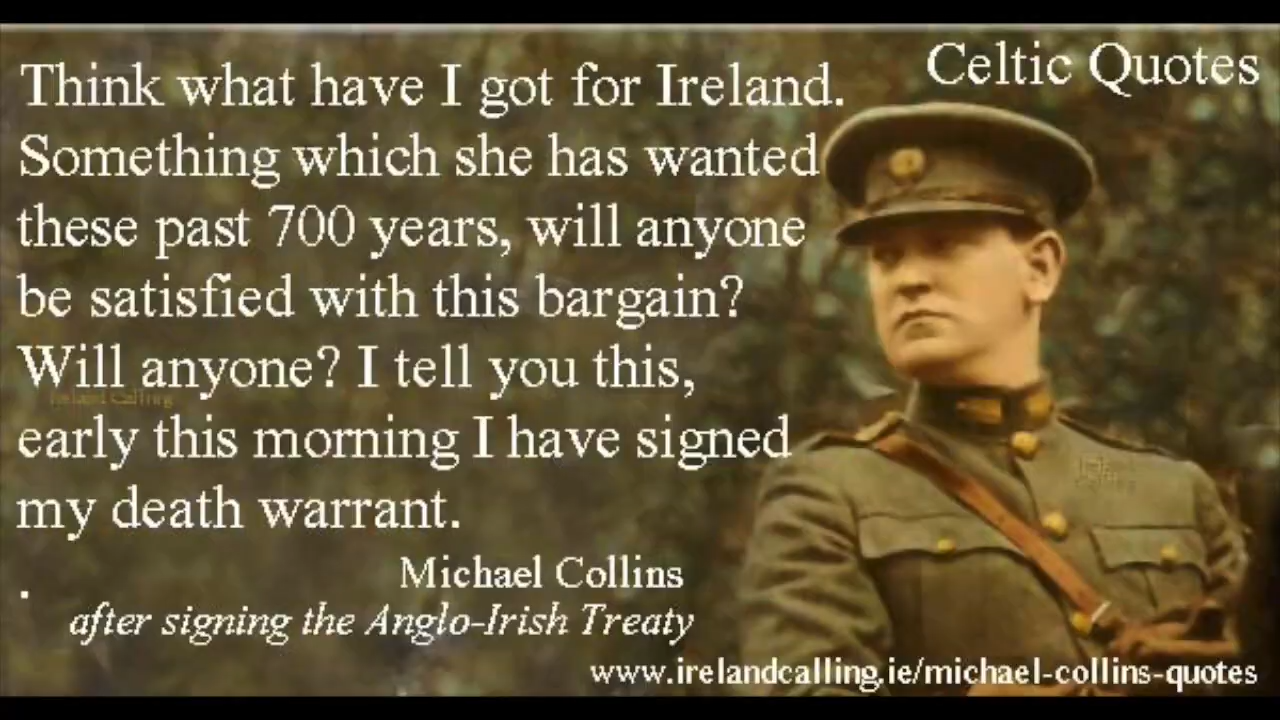 Celtic Quotes
Think what have I got for Ireland.
Something which she has wanted
these past 700 years, will anyone
be satisfied with this bargain?
Will anyone? I tell you this,
Ireland Calling
early this morning I have signed
my death warrant.
Michael Collins
.
after signing the Anglo-Irish Treaty
www.irelandcalling.ie/michael-collins-quotes